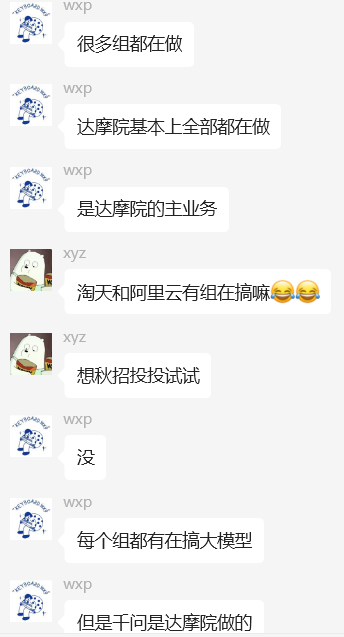 wxp
很多组都在做
wxp
达摩院基本上全部都在做
wxp
是达摩院的主业务
xyz
淘天和阿里云有组在搞嘛😂😂
xyz
想秋招投投试试
wxp
没
wxp
每个组都有在搞大模型
wxp
但是千问是达摩院做的